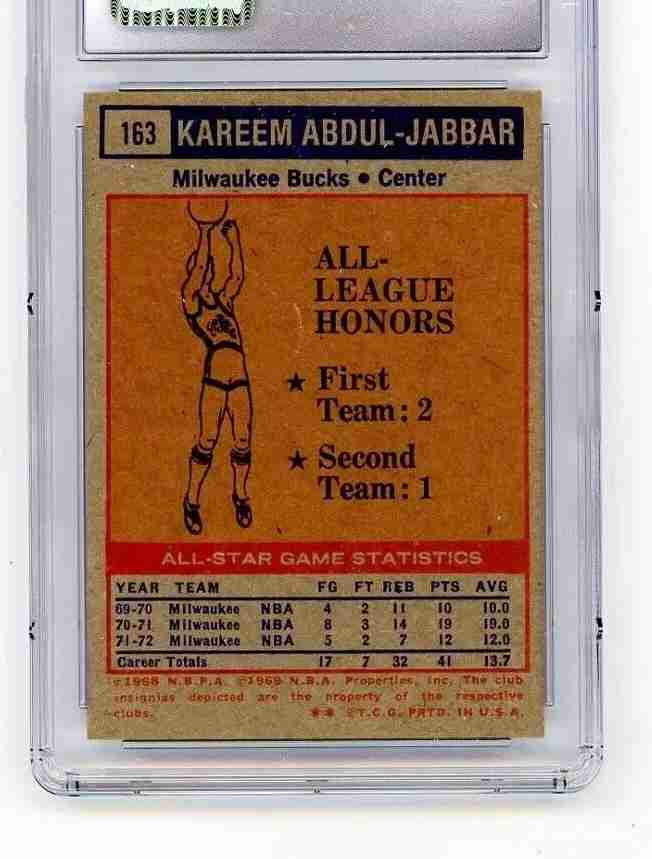 163 KAREEM ABDUL-JABBAR
Milwaukee Bucks • Center
ALL-
LEAGUE
HONORS
★ First
Team: 2
★ Second
Team: 1
ALL-STAR GAME STATISTICS
YEAR TEAM FG FT REB PTS AVG
69-70 Milwaukee NBA 4 2 11 10 10.0
70-71 Milwaukee NBA 8 3 14 19 19.0
71-72 Milwaukee NBA 5 2 7 12 12.0
Career Totals 17 7 32 41 13.7
©1968 N.B.P.A. ©1969 N.B.A. Properties, Inc. The club
insignias depicted are the property of the respective
clubs. ** ©T.C.G. PRTD. IN U.S.A.